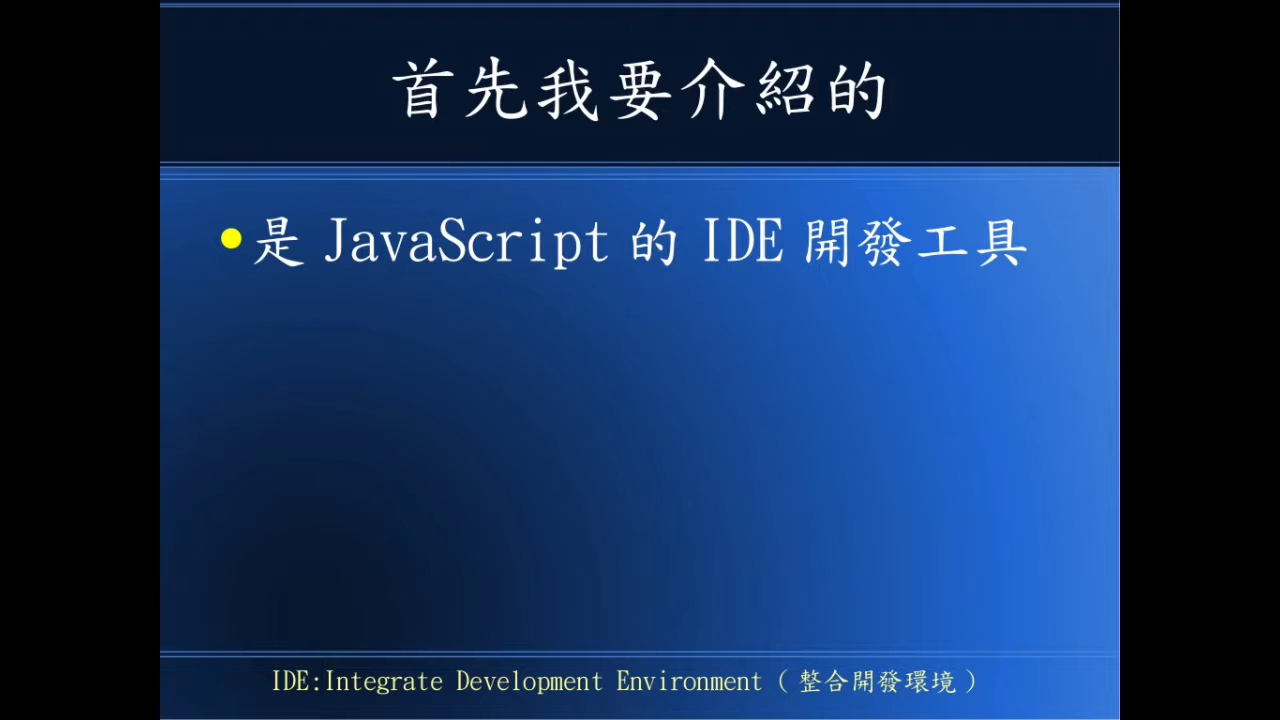 首先我要介紹的
•是 JavaScript 的 IDE 開發工具
IDE:Integrate Development Environment (整合開發環境)